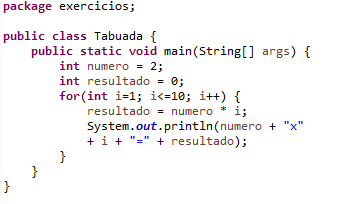 package exercicios;
public class Tabuada {
public static void main(String[] args) {
int numero = 2;
int resultado = 0;
for(int i=1; i<=10; i++) {
resultado = numero * i;
System.out.println(numero + "x"
+ i + "=" + resultado);
}
}
}